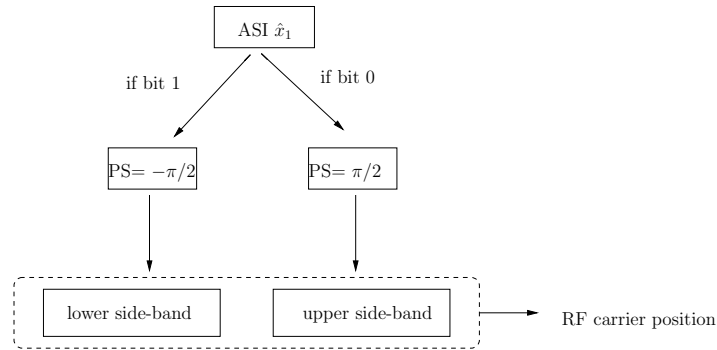 ASI x̂₁
if bit 1
if bit 0
PS= −π/2
PS= π/2
lower side-band
upper side-band
RF carrier position